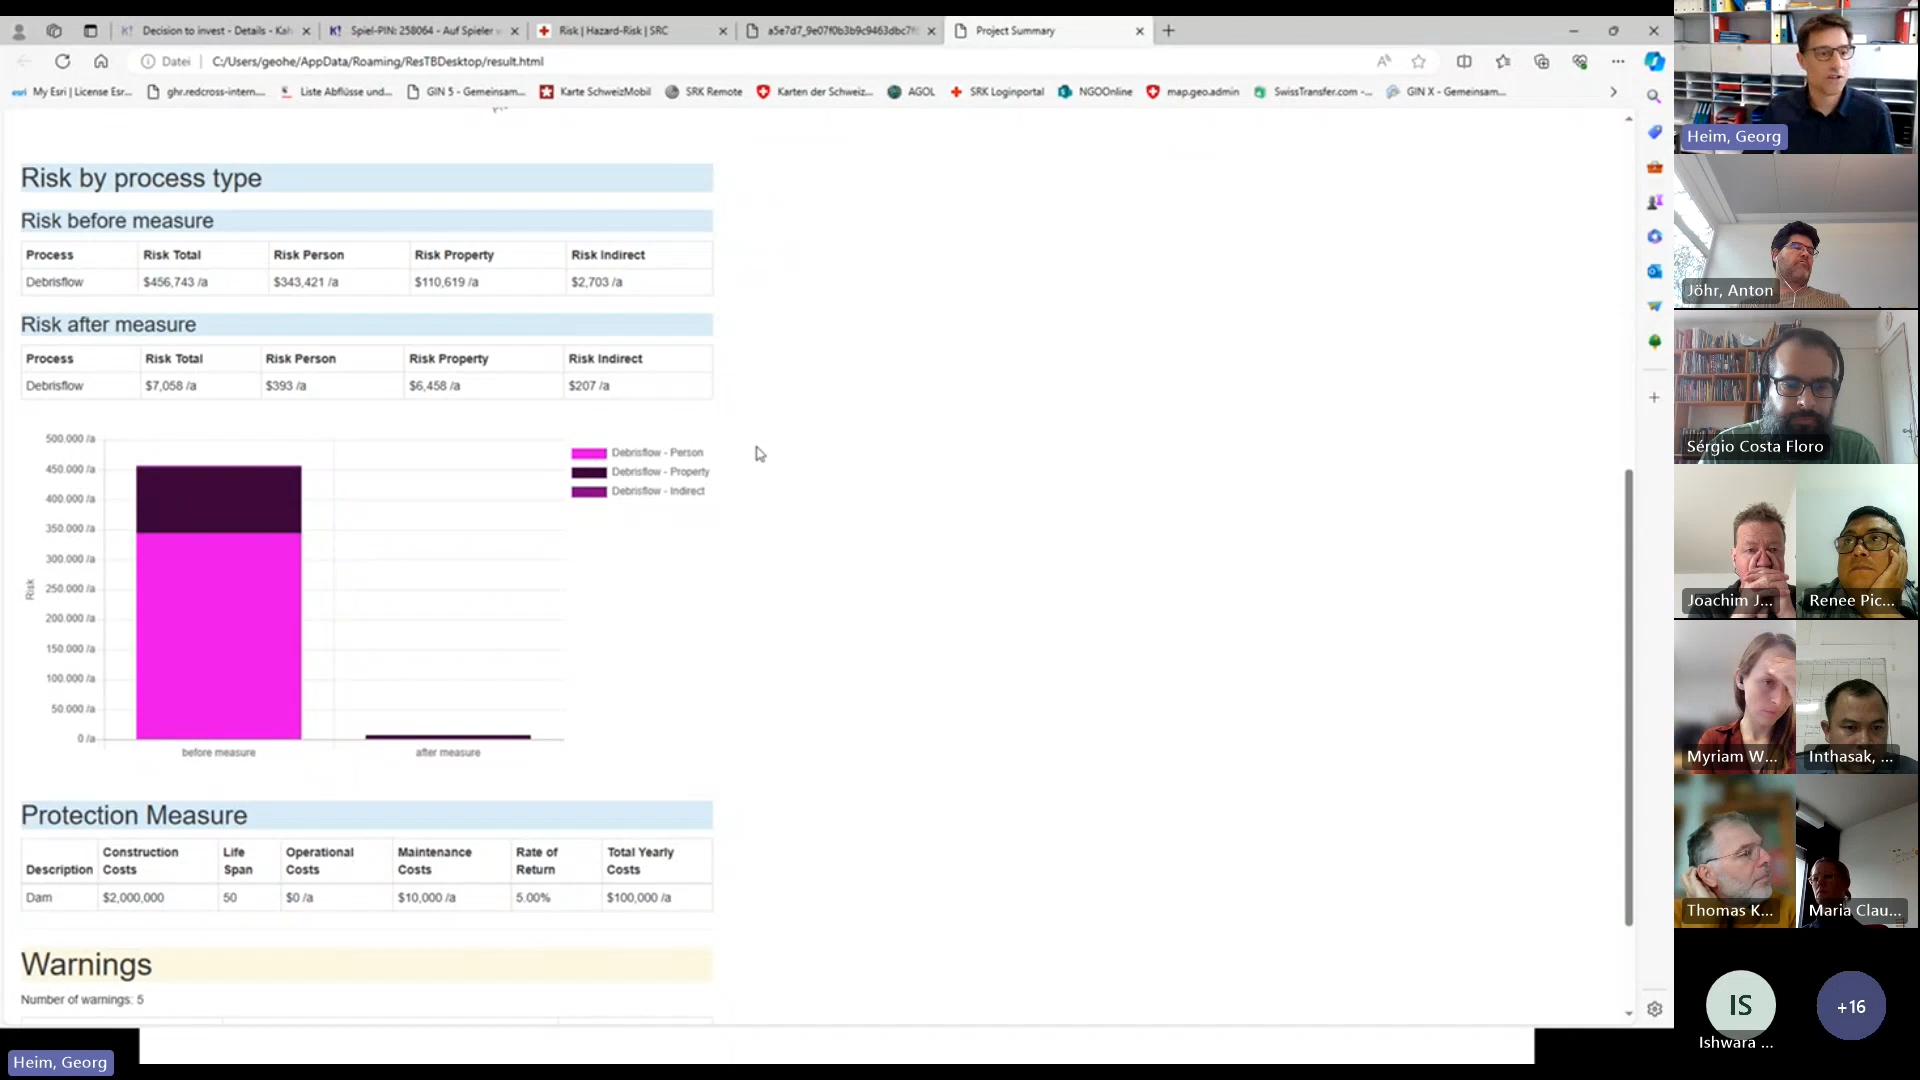 Decision to invest - Details - Kah
Spiel-PIN: 258064 - Auf Spieler v
Risk | Hazard-Risk | SRC
a5e7d7_9e07f0b3b9c9463dbc7f
Project Summary
Datei
C:/Users/geohe/AppData/Roaming/ResTBDesktop/result.html
My Esri | License Esr...
ghr.redcross-intern....
Liste Abflüsse und...
GIN 5 - Gemeinsam...
Karte SchweizMobil
SRK Remote
Karten der Schweiz...
AGOL
SRK Loginportal
NGOOnline
map.geo.admin
SwissTransfer.com -...
GIN X - Gemeinsam...
Risk by process type
Risk before measure
Process Risk Total Risk Person Risk Property Risk Indirect
Debrisflow $456,743 /a $343,421 /a $110,619 /a $2,703 /a
Risk after measure
Process Risk Total Risk Person Risk Property Risk Indirect
Debrisflow $7,058 /a $393 /a $6,458 /a $207 /a
500.000 /a
450.000 /a
400.000 /a
350.000 /a
300.000 /a
250.000 /a
200.000 /a
150.000 /a
100.000 /a
50.000 /a
0 /a
Risk
before measure
after measure
Debrisflow - Person
Debrisflow - Property
Debrisflow - Indirect
Protection Measure
Description Construction Costs Life Span Operational Costs Maintenance Costs Rate of Return Total Yearly Costs
Dam $2,000,000 50 $0 /a $10,000 /a 5.00% $100,000 /a
Warnings
Number of warnings: 5
Heim, Georg
Heim, Georg
Jöhr, Anton
Sérgio Costa Floro
Joachim J...
Renee Pic...
Myriam W...
Inthasak, ...
Thomas K...
Maria Clau...
IS
Ishwara ...
+16